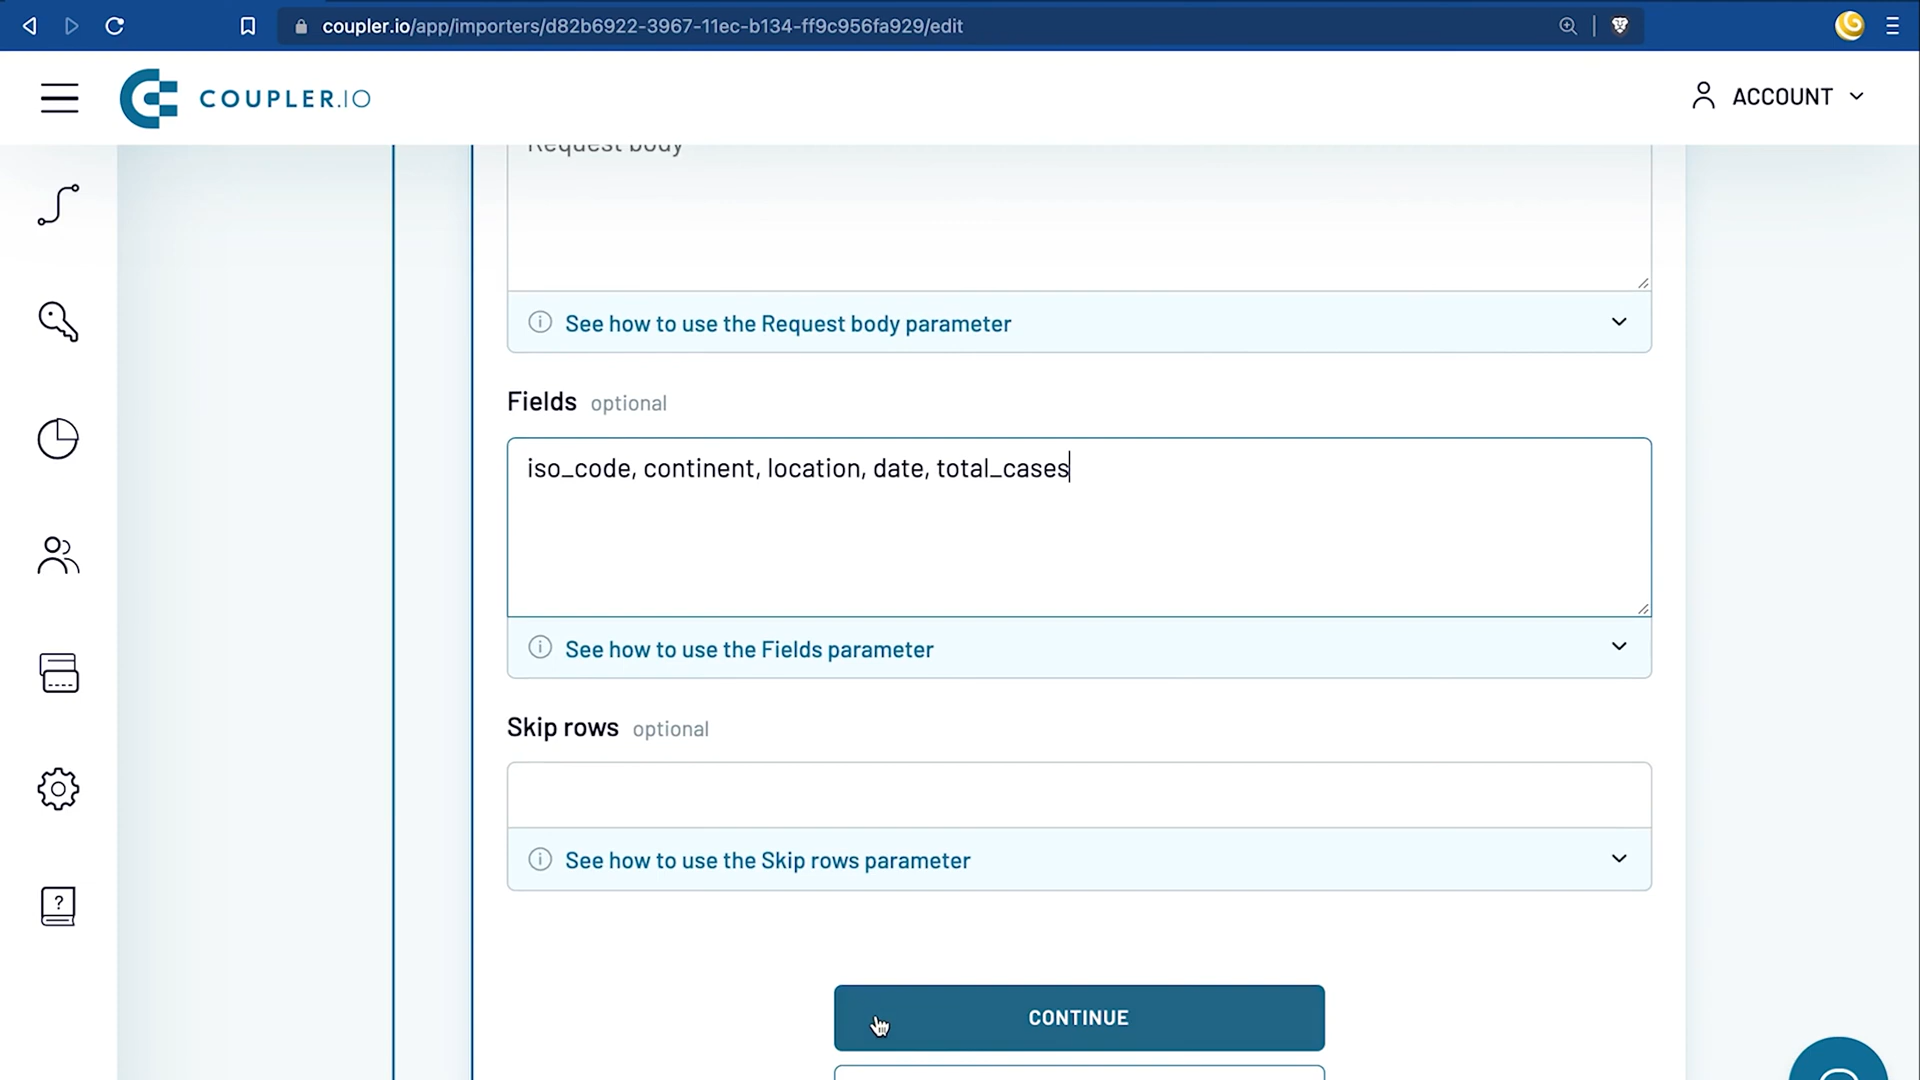 coupler.io/app/importers/d82b6922-3967-11ec-b134-ff9c956fa929/edit
COUPLER.IO
ACCOUNT
Request body
See how to use the Request body parameter
Fields optional
iso_code, continent, location, date, total_cases
See how to use the Fields parameter
Skip rows optional
See how to use the Skip rows parameter
?
CONTINUE